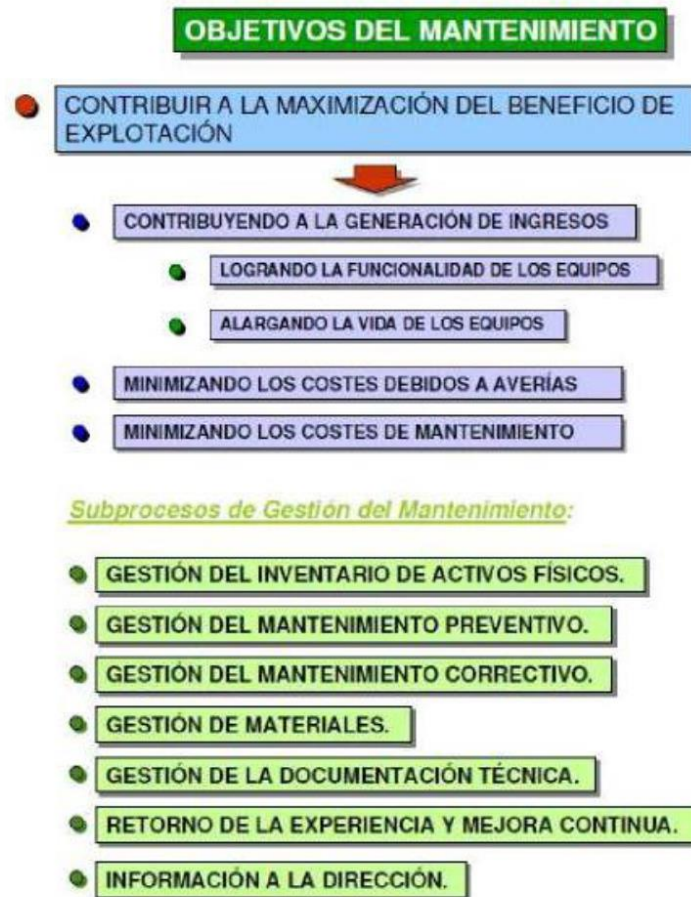 OBJETIVOS DEL MANTENIMIENTO
CONTRIBUIR A LA MAXIMIZACIÓN DEL BENEFICIO DE
EXPLOTACIÓN
CONTRIBUYENDO A LA GENERACIÓN DE INGRESOS
LOGRANDO LA FUNCIONALIDAD DE LOS EQUIPOS
ALARGANDO LA VIDA DE LOS EQUIPOS
MINIMIZANDO LOS COSTES DEBIDOS A AVERÍAS
MINIMIZANDO LOS COSTES DE MANTENIMIENTO
Subprocesos de Gestión del Mantenimiento:
GESTIÓN DEL INVENTARIO DE ACTIVOS FÍSICOS.
GESTIÓN DEL MANTENIMIENTO PREVENTIVO.
GESTIÓN DEL MANTENIMIENTO CORRECTIVO.
GESTIÓN DE MATERIALES.
GESTIÓN DE LA DOCUMENTACIÓN TÉCNICA.
RETORNO DE LA EXPERIENCIA Y MEJORA CONTINUA.
INFORMACIÓN A LA DIRECCIÓN.